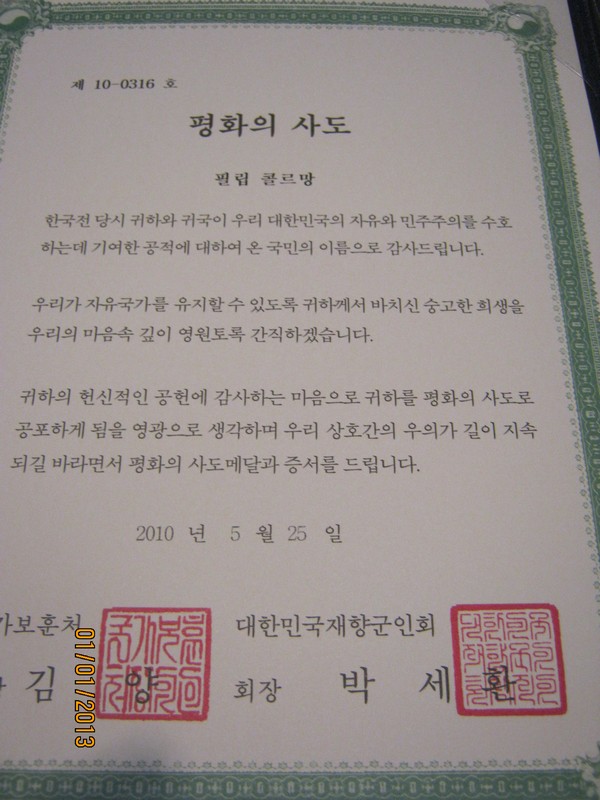 제 10-0316 호
평화의 사도
필립 콜르망
한국전 당시 귀하와 귀국이 우리 대한민국의 자유와 민주주의를 수호
하는데 기여한 공적에 대하여 온 국민의 이름으로 감사드립니다.
우리가 자유국가를 유지할 수 있도록 귀하께서 바치신 숭고한 희생을
우리의 마음속 깊이 영원토록 간직하겠습니다.
귀하의 헌신적인 공헌에 감사하는 마음으로 귀하를 평화의 사도로
공포하게 됨을 영광으로 생각하며 우리 상호간의 우의가 길이 지속
되길 바라면서 평화의 사도메달과 증서를 드립니다.
2010 년 5 월 25 일
가보훈처
김 양
대한민국재향군인회
회장 박 세 환
01/01/2013